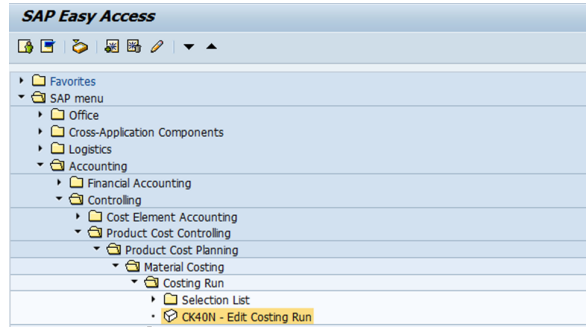 SAP Easy Access
Favorites
SAP menu
Office
Cross-Application Components
Logistics
Accounting
Financial Accounting
Controlling
Cost Element Accounting
Product Cost Controlling
Product Cost Planning
Material Costing
Costing Run
Selection List
CK40N - Edit Costing Run